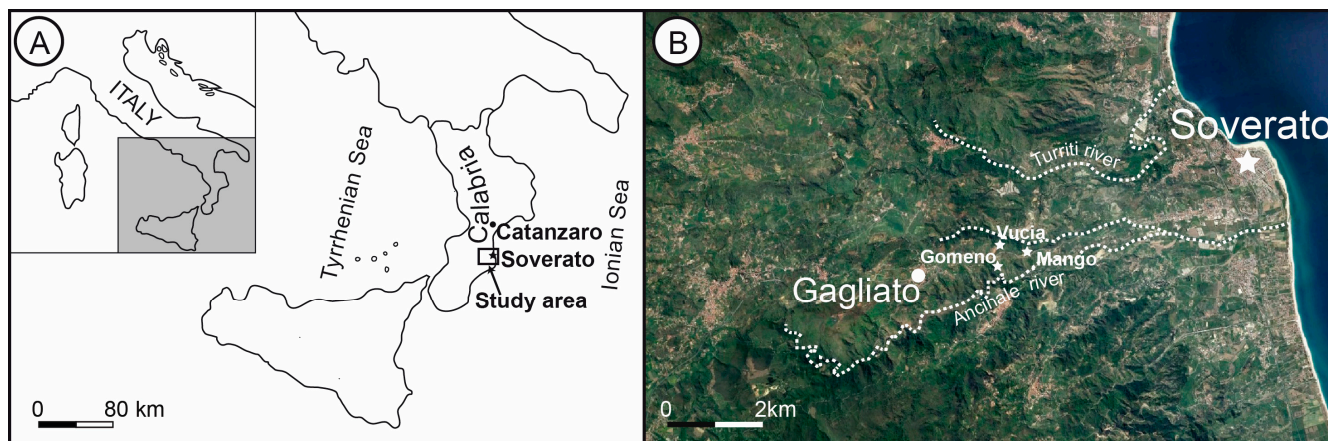 A
ITALY
Tyrrhenian Sea
Calabria
Ionian Sea
Catanzaro
Soverato
Study area
0 80 km
B
Soverato
Turriti river
Vucia
Gomeno
Mango
Gagliato
Ancinale river
0 2km